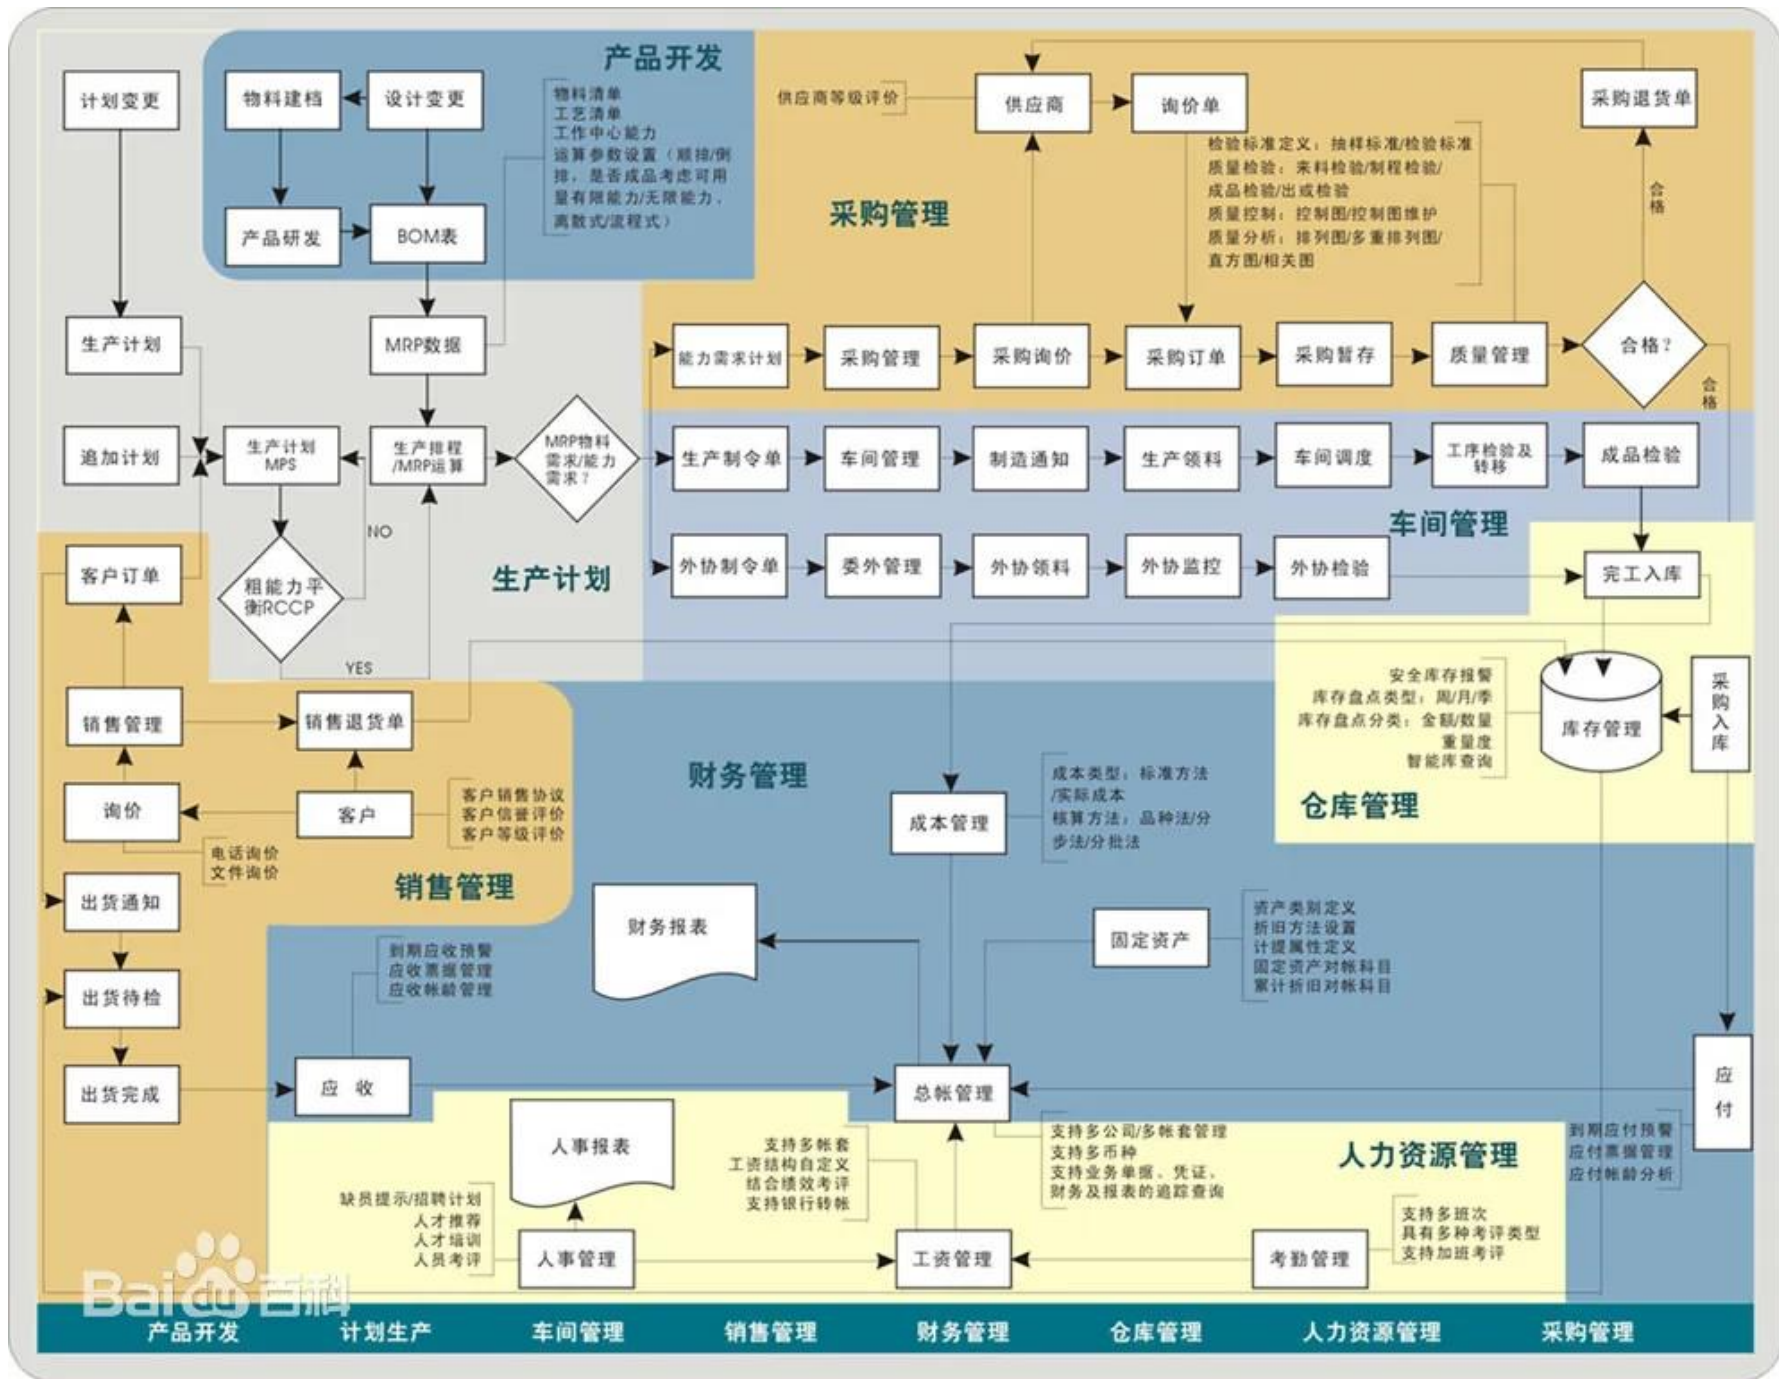 产品开发
计划变更
物料建档
设计变更
物料清单
工艺清单
工作中心能力
运算参数设置（顺排/倒
排，是否成品考虑可用
量有限能力/无限能力，
离散式/流程式）
产品研发
BOM表
供应商等级评价
供应商
询价单
采购退货单
检验标准定义：抽样标准/检验标准
质量检验：来料检验/制程检验/
成品检验/出或检验
质量控制：控制图/控制图维护
质量分析：排列图/多重排列图/
直方图/相关图
采购管理
合格
生产计划
MRP数据
能力需求计划
采购管理
采购询价
采购订单
采购暂存
质量管理
合格?
合格
追加计划
生产计划
MPS
生产排程
/MRP运算
MRP物料
需求/能力
需求?
生产制令单
车间管理
制造通知
生产领料
车间调度
工序检验及
转移
成品检验
NO
车间管理
客户订单
粗能力平
衡RCCP
生产计划
外协制令单
委外管理
外协领料
外协监控
外协检验
完工入库
YES
销售管理
销售退货单
安全库存报警
库存盘点类型：周/月/季
库存盘点分类：金额/数量
重量度
智能库查询
库存管理
采购入库
财务管理
询价
客户
客户销售协议
客户信誉评价
客户等级评价
电话询价
文件询价
成本管理
成本类型：标准方法
/实际成本
核算方法：品种法/分
步法/分批法
仓库管理
出货通知
销售管理
财务报表
固定资产
资产类别定义
折旧方法设置
计提属性定义
固定资产对帐科目
累计折旧对帐科目
到期应收预警
应收票据管理
应收帐龄管理
出货待检
出货完成
应 收
总帐管理
应付
人事报表
支持多帐套
工资结构自定义
结合绩效考评
支持银行转帐
支持多公司/多帐套管理
支持多币种
支持业务单据、凭证、
财务及报表的追踪查询
人力资源管理
到期应付预警
应付票据管理
应付帐龄分析
缺员提示/招聘计划
人才推荐
人才培训
人员考评
人事管理
工资管理
考勤管理
支持多班次
具有多种考评类型
支持加班考评
Bai du 百科
产品开发
计划生产
车间管理
销售管理
财务管理
仓库管理
人力资源管理
采购管理